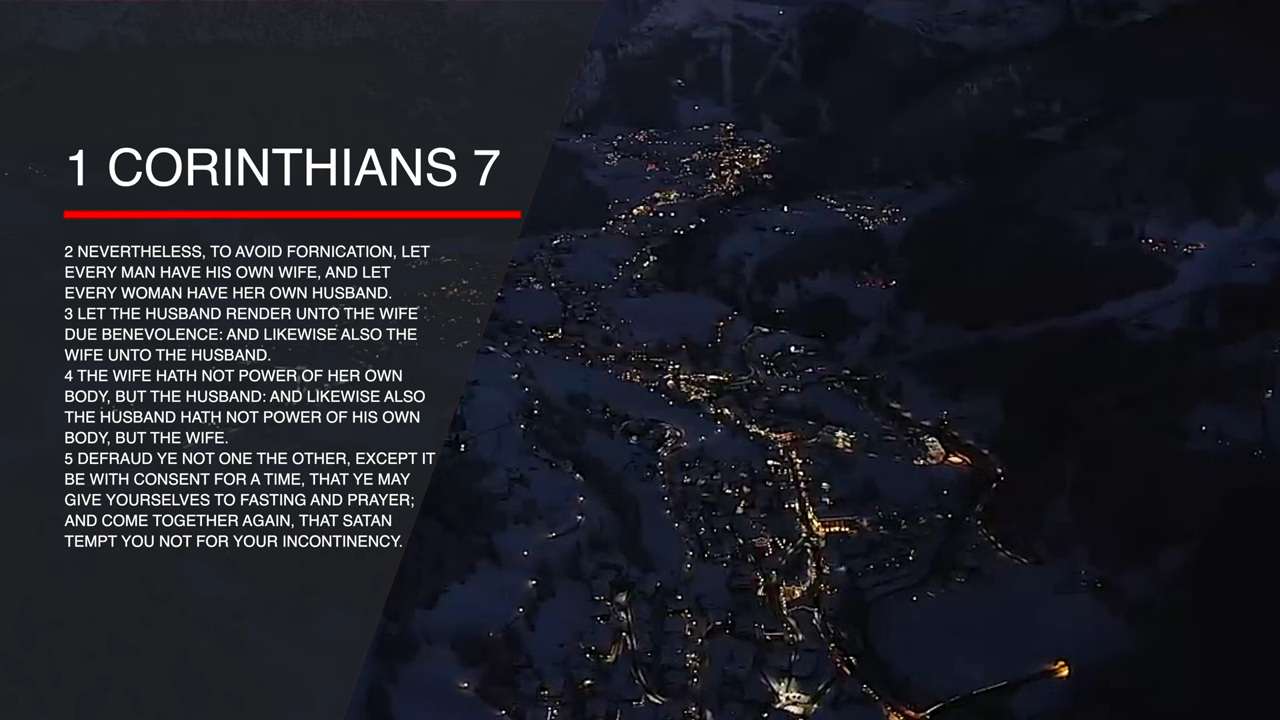 1 CORINTHIANS 7
2 NEVERTHELESS, TO AVOID FORNICATION, LET
EVERY MAN HAVE HIS OWN WIFE, AND LET
EVERY WOMAN HAVE HER OWN HUSBAND.
3 LET THE HUSBAND RENDER UNTO THE WIFE
DUE BENEVOLENCE: AND LIKEWISE ALSO THE
WIFE UNTO THE HUSBAND.
4 THE WIFE HATH NOT POWER OF HER OWN
BODY, BUT THE HUSBAND: AND LIKEWISE ALSO
THE HUSBAND HATH NOT POWER OF HIS OWN
BODY, BUT THE WIFE.
5 DEFRAUD YE NOT ONE THE OTHER, EXCEPT IT
BE WITH CONSENT FOR A TIME, THAT YE MAY
GIVE YOURSELVES TO FASTING AND PRAYER;
AND COME TOGETHER AGAIN, THAT SATAN
TEMPT YOU NOT FOR YOUR INCONTINENCY.